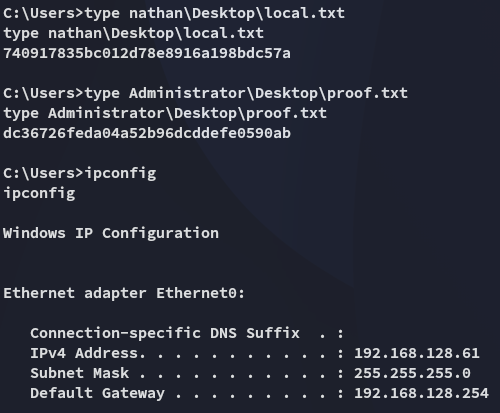 C:\Users>type nathan\Desktop\local.txt
type nathan\Desktop\local.txt
740917835bc012d78e8916a198bdc57a

C:\Users>type Administrator\Desktop\proof.txt
type Administrator\Desktop\proof.txt
dc36726feda04a52b96dcddefe0590ab

C:\Users>ipconfig
ipconfig

Windows IP Configuration


Ethernet adapter Ethernet0:

   Connection-specific DNS Suffix  . :
   IPv4 Address. . . . . . . . . . . : 192.168.128.61
   Subnet Mask . . . . . . . . . . . : 255.255.255.0
   Default Gateway . . . . . . . . . : 192.168.128.254